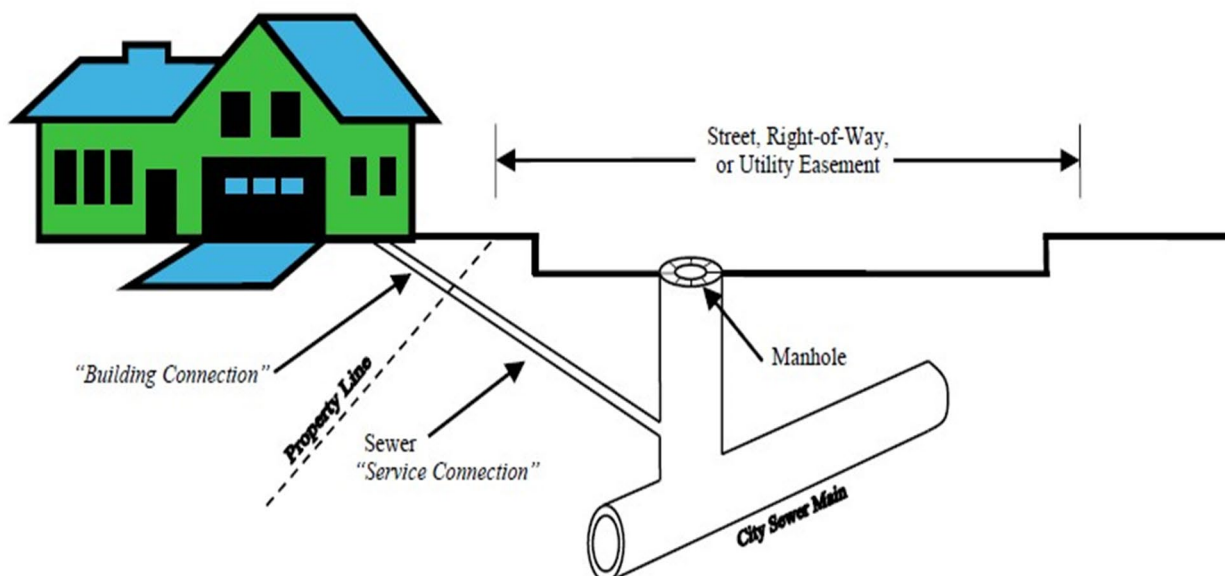 Street, Right-of-Way,
or Utility Easement
Manhole
"Building Connection"
Property Line
Sewer
"Service Connection"
City Sewer Main